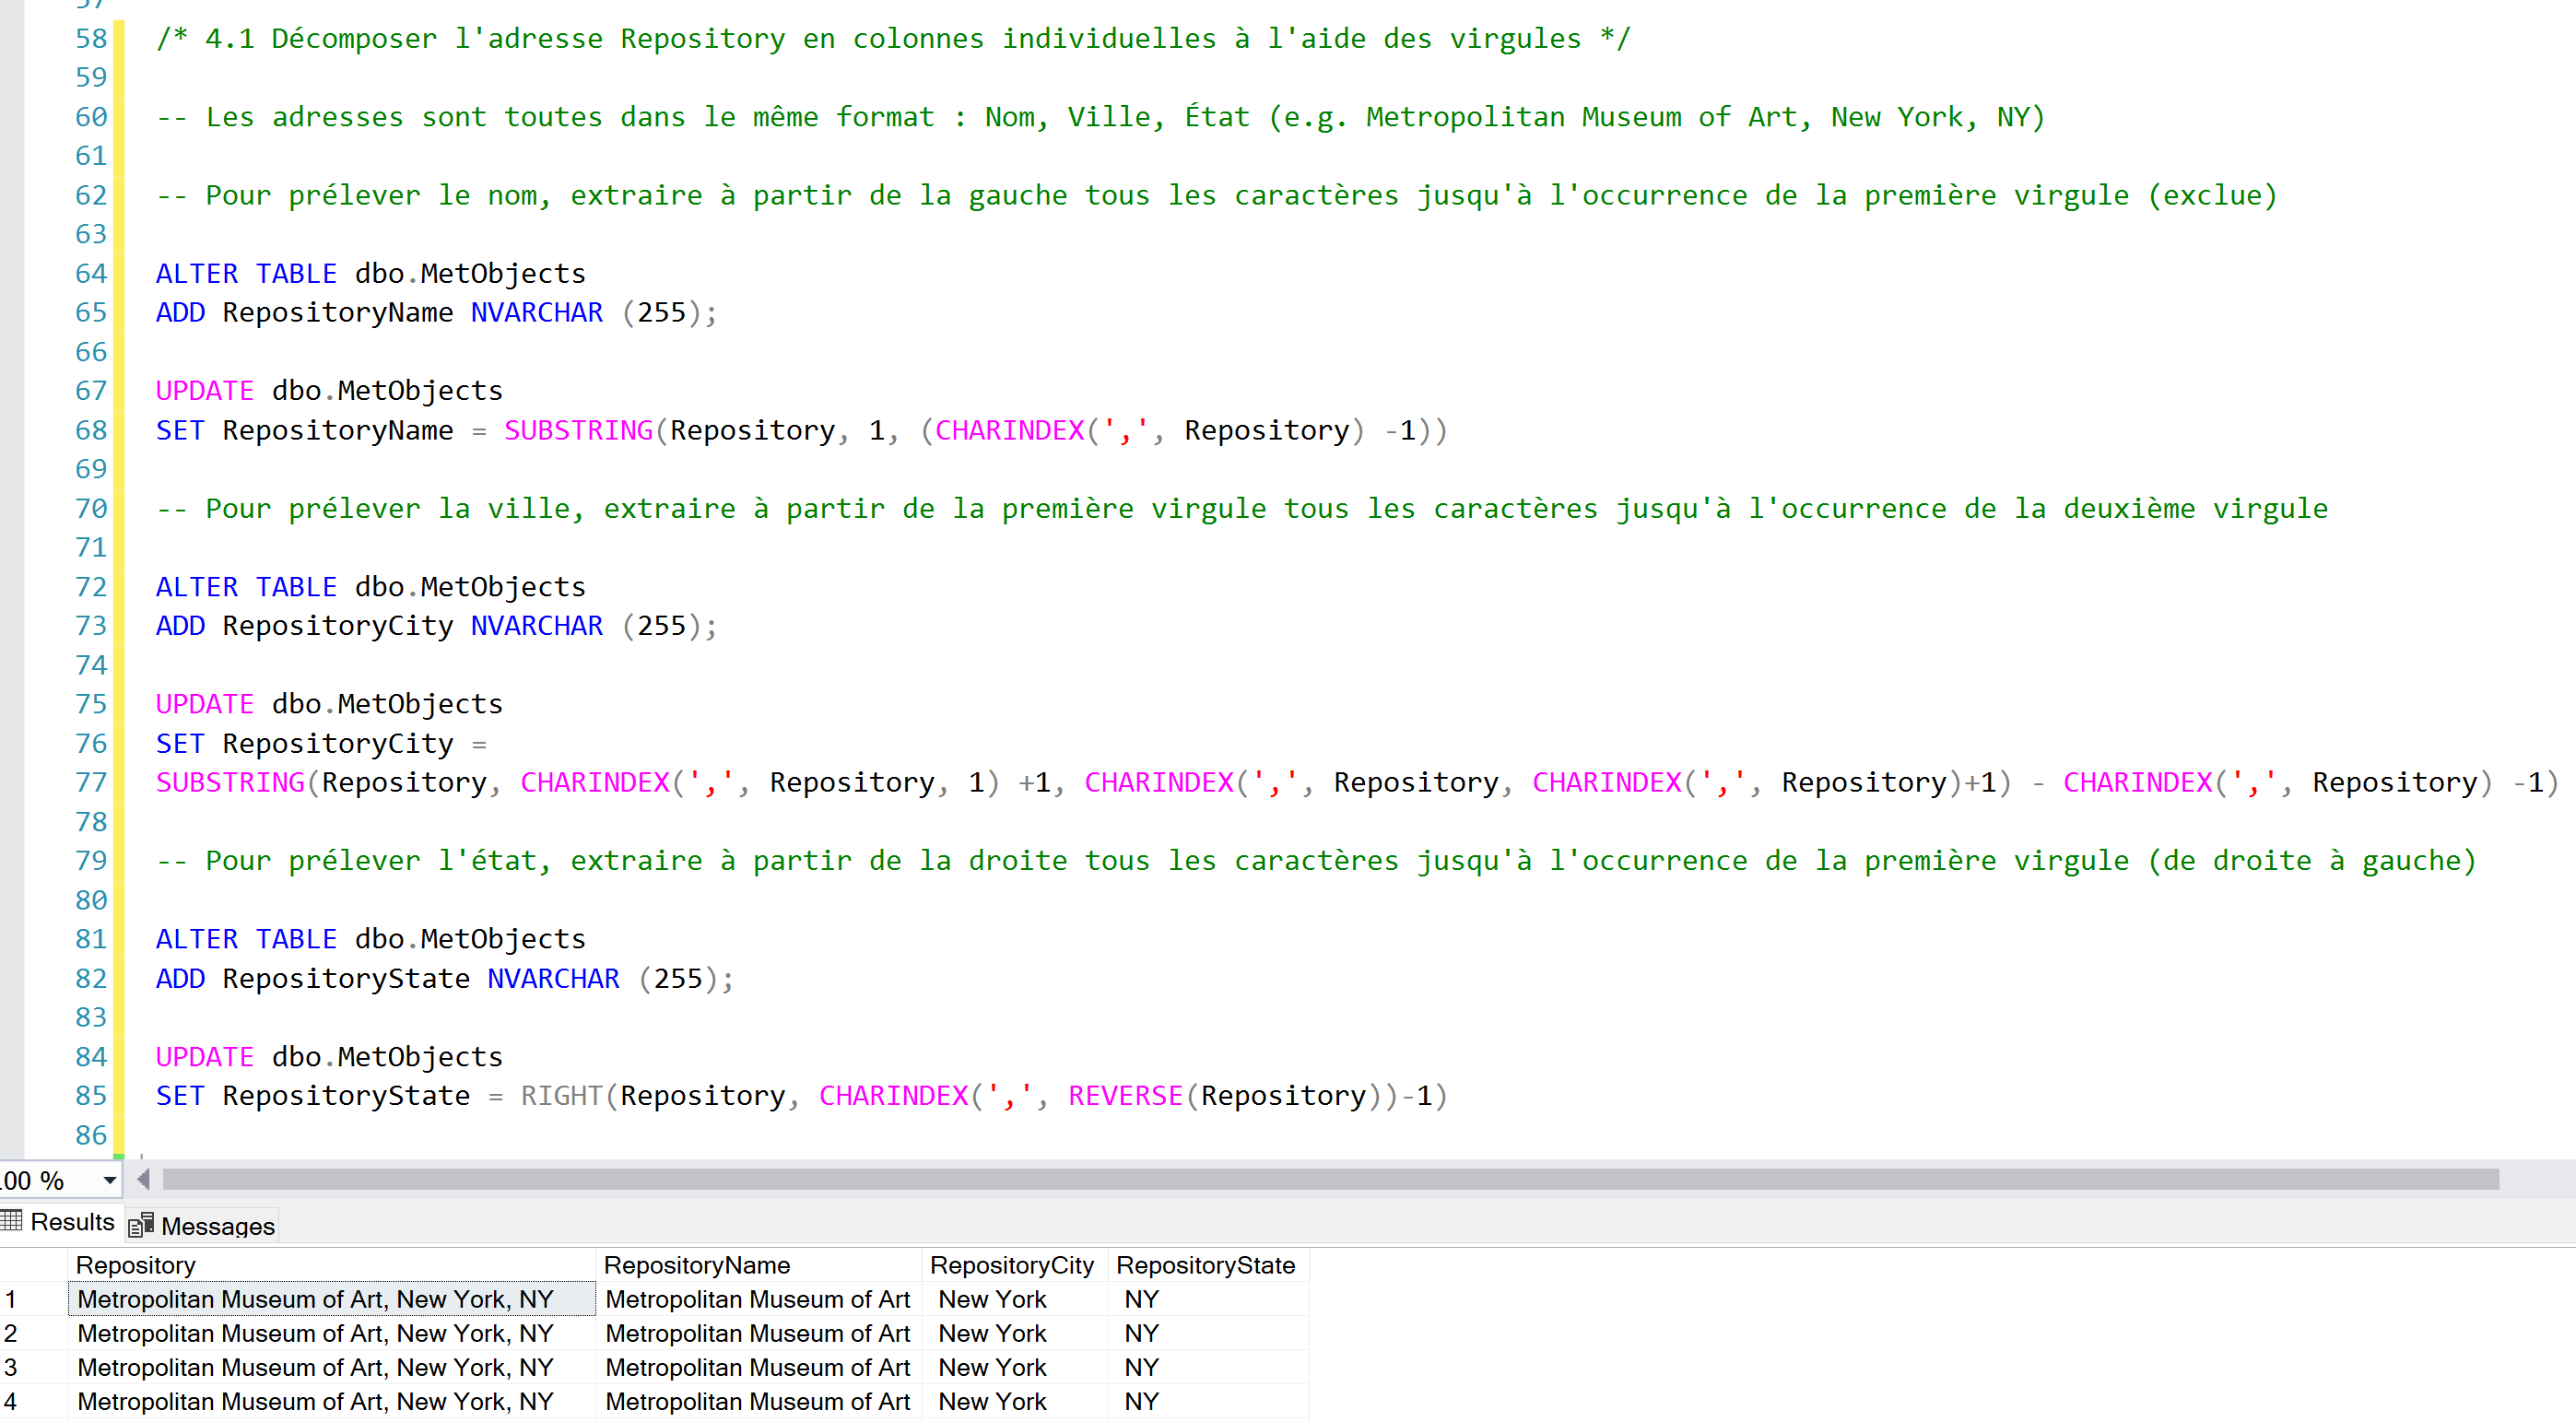 57
58 /* 4.1 Décomposer l'adresse Repository en colonnes individuelles à l'aide des virgules */
59
60 -- Les adresses sont toutes dans le même format : Nom, Ville, État (e.g. Metropolitan Museum of Art, New York, NY)
61
62 -- Pour prélever le nom, extraire à partir de la gauche tous les caractères jusqu'à l'occurrence de la première virgule (exclue)
63
64 ALTER TABLE dbo.MetObjects
65 ADD RepositoryName NVARCHAR (255);
66
67 UPDATE dbo.MetObjects
68 SET RepositoryName = SUBSTRING(Repository, 1, (CHARINDEX(',', Repository) -1))
69
70 -- Pour prélever la ville, extraire à partir de la première virgule tous les caractères jusqu'à l'occurrence de la deuxième virgule
71
72 ALTER TABLE dbo.MetObjects
73 ADD RepositoryCity NVARCHAR (255);
74
75 UPDATE dbo.MetObjects
76 SET RepositoryCity =
77 SUBSTRING(Repository, CHARINDEX(',', Repository, 1) +1, CHARINDEX(',', Repository, CHARINDEX(',', Repository)+1) - CHARINDEX(',', Repository) -1)
78
79 -- Pour prélever l'état, extraire à partir de la droite tous les caractères jusqu'à l'occurrence de la première virgule (de droite à gauche)
80
81 ALTER TABLE dbo.MetObjects
82 ADD RepositoryState NVARCHAR (255);
83
84 UPDATE dbo.MetObjects
85 SET RepositoryState = RIGHT(Repository, CHARINDEX(',', REVERSE(Repository))-1)
86
00 %
Results Messages
Repository RepositoryName RepositoryCity RepositoryState
1 Metropolitan Museum of Art, New York, NY Metropolitan Museum of Art New York NY
2 Metropolitan Museum of Art, New York, NY Metropolitan Museum of Art New York NY
3 Metropolitan Museum of Art, New York, NY Metropolitan Museum of Art New York NY
4 Metropolitan Museum of Art, New York, NY Metropolitan Museum of Art New York NY